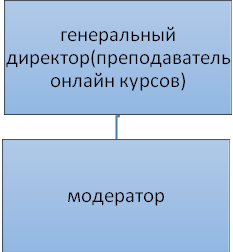 генеральный
директор(преподаватель
онлайн курсов)
модератор